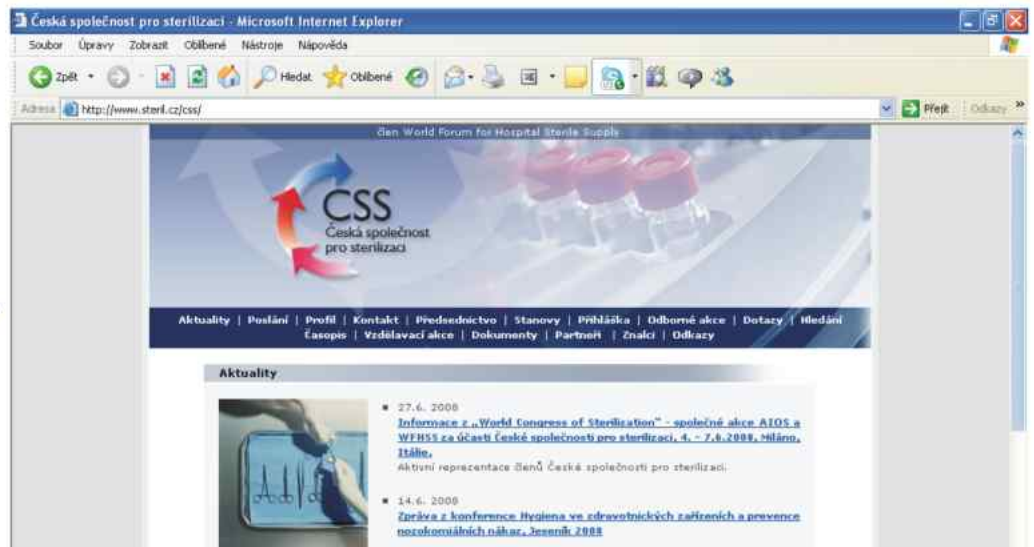 Česká společnost pro sterilizaci - Microsoft Internet Explorer
Soubor Úpravy Zobrazit Oblíbené Nástroje Nápověda
Zpět Hledat Oblíbené
Adresa http://www.steril.cz/css/ Přejít Odkazy »
člen World Forum for Hospital Sterile Supply
CSS
Česká společnost
pro sterilizaci
Aktuality | Poslání | Profil | Kontakt | Předsednictvo | Stanovy | Přihláška | Odborné akce | Dotazy | Hledání
Časopis | Vzdělavací akce | Dokumenty | Partneři | Znalci | Odkazy
Aktuality
27.6. 2008
Informace z „World Congress of Sterilization" - společné akce AIOS a
WFHSS za účasti České společnosti pro sterilizaci, 4. - 7.6.2008, Miláno,
Itálie.
Aktivní reprezentace členů Česká společnosti pro sterilizaci.
14.6. 2008
Zpráva z konference Hygiena ve zdravotnických zařízeních a prevence
nozokomiálních nákaz, Jeseník 2008